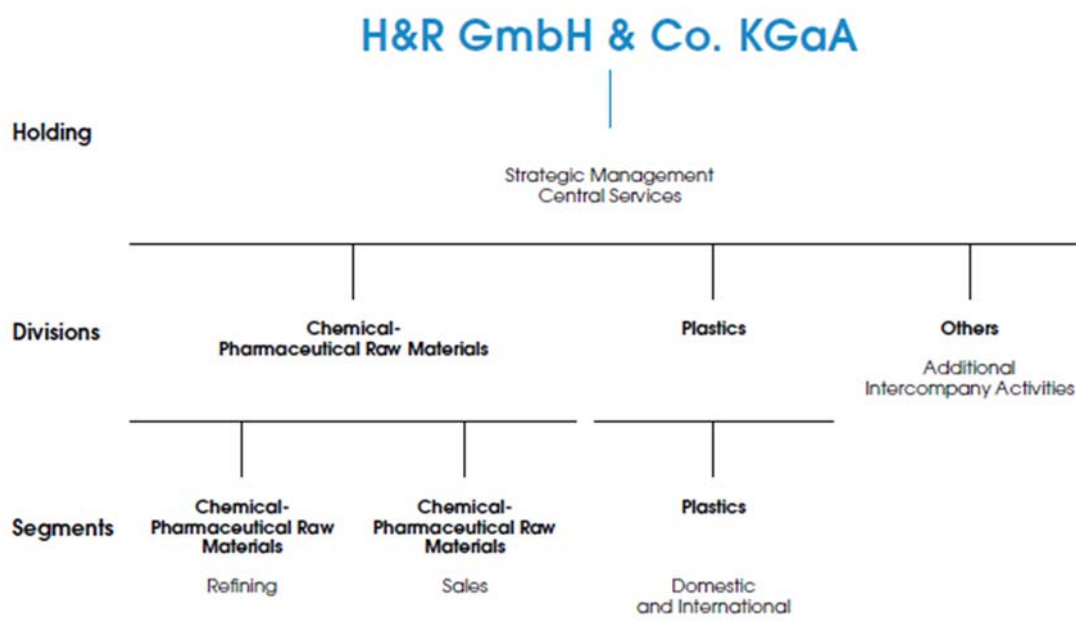 H&R GmbH & Co. KGaA
Holding
Strategic Management
Central Services
Divisions
Chemical-
Pharmaceutical Raw Materials
Plastics
Others
Additional
Intercompany Activities
Segments
Chemical-
Pharmaceutical Raw
Materials
Refining
Chemical-
Pharmaceutical Raw
Materials
Sales
Plastics
Domestic
and International